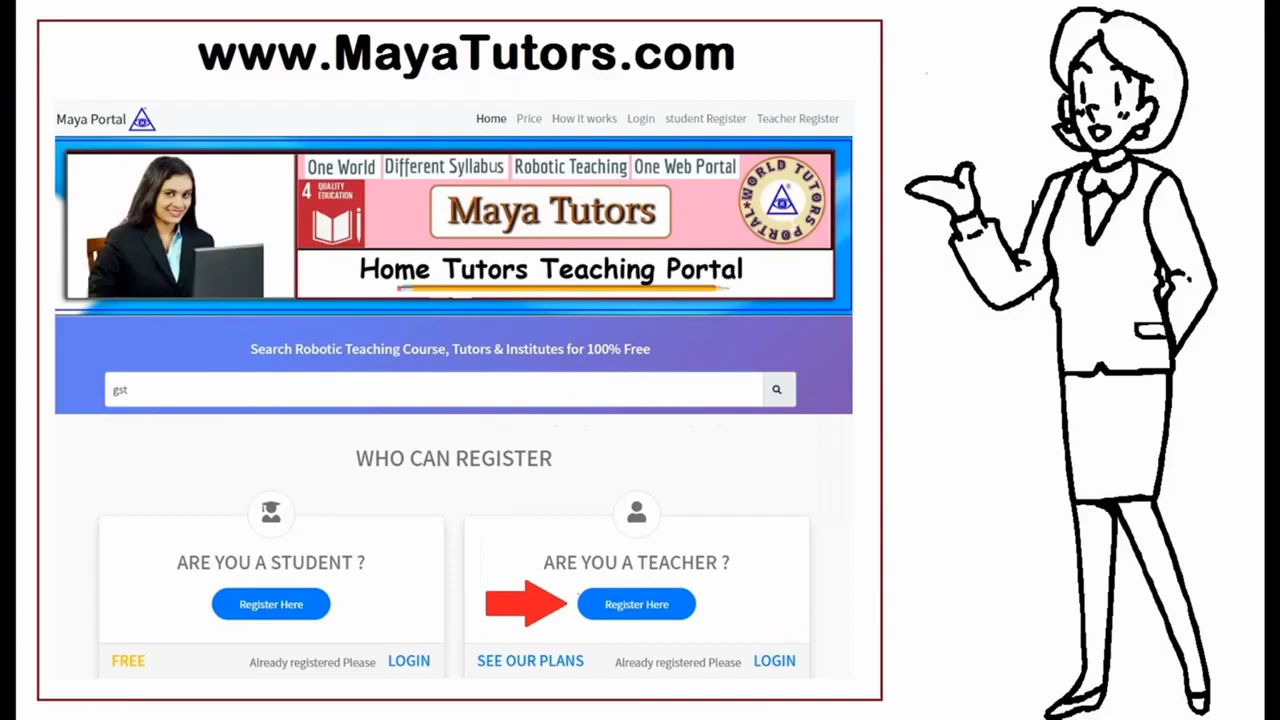 www.MayaTutors.com
Maya Portal
Home Price How it works Login student Register Teacher Register
One World Different Syllabus Robotic Teaching One Web Portal
4 QUALITY EDUCATION
Maya Tutors
WORLD TUTORS PORTAL
Home Tutors Teaching Portal
Search Robotic Teaching Course, Tutors & Institutes for 100% Free
gst
WHO CAN REGISTER
ARE YOU A STUDENT ?
Register Here
FREE Already registered Please LOGIN
ARE YOU A TEACHER ?
Register Here
SEE OUR PLANS Already registered Please LOGIN